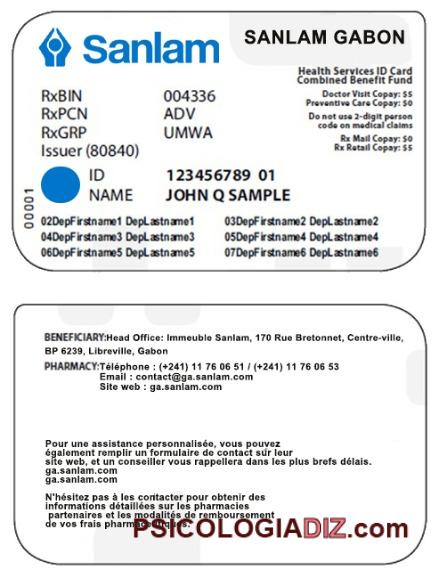 Sanlam
SANLAM GABON
Health Services ID Card
Combined Benefit Fund
RxBIN 004336
RxPCN ADV
RxGRP UMWA
Issuer (80840)
Doctor Visit Copay: $5
Preventive Care Copay: $0
Do not use 2-digit person
code on medical claims
Rx Mail Copay: $0
Rx Retail Copay: $5
ID 123456789 01
NAME JOHN Q SAMPLE
00001
02DepFirstname1 DepLastname1 03DepFirstname2 DepLastname2
04DepFirstname3 DepLastname3 05DepFirstname4 DepLastname4
06DepFirstname5 DepLastname5 07DepFirstname6 DepLastname6
BENEFICIARY:Head Office: Immeuble Sanlam, 170 Rue Bretonnet, Centre-ville,
BP 6239, Libreville, Gabon
PHARMACY:Téléphone : (+241) 11 76 06 51 / (+241) 11 76 06 53
Email : contact@ga.sanlam.com
Site web : ga.sanlam.com
Pour une assistance personnalisée, vous pouvez
également remplir un formulaire de contact sur leur
site web, et un conseiller vous rappellera dans les plus brefs délais.
ga.sanlam.com
ga.sanlam.com
N'hésitez pas à les contacter pour obtenir des
informations détaillées sur les pharmacies
partenaires et les modalités de remboursement
de vos frais pharmaceutiques.
PSICOLOGIADIZ.com